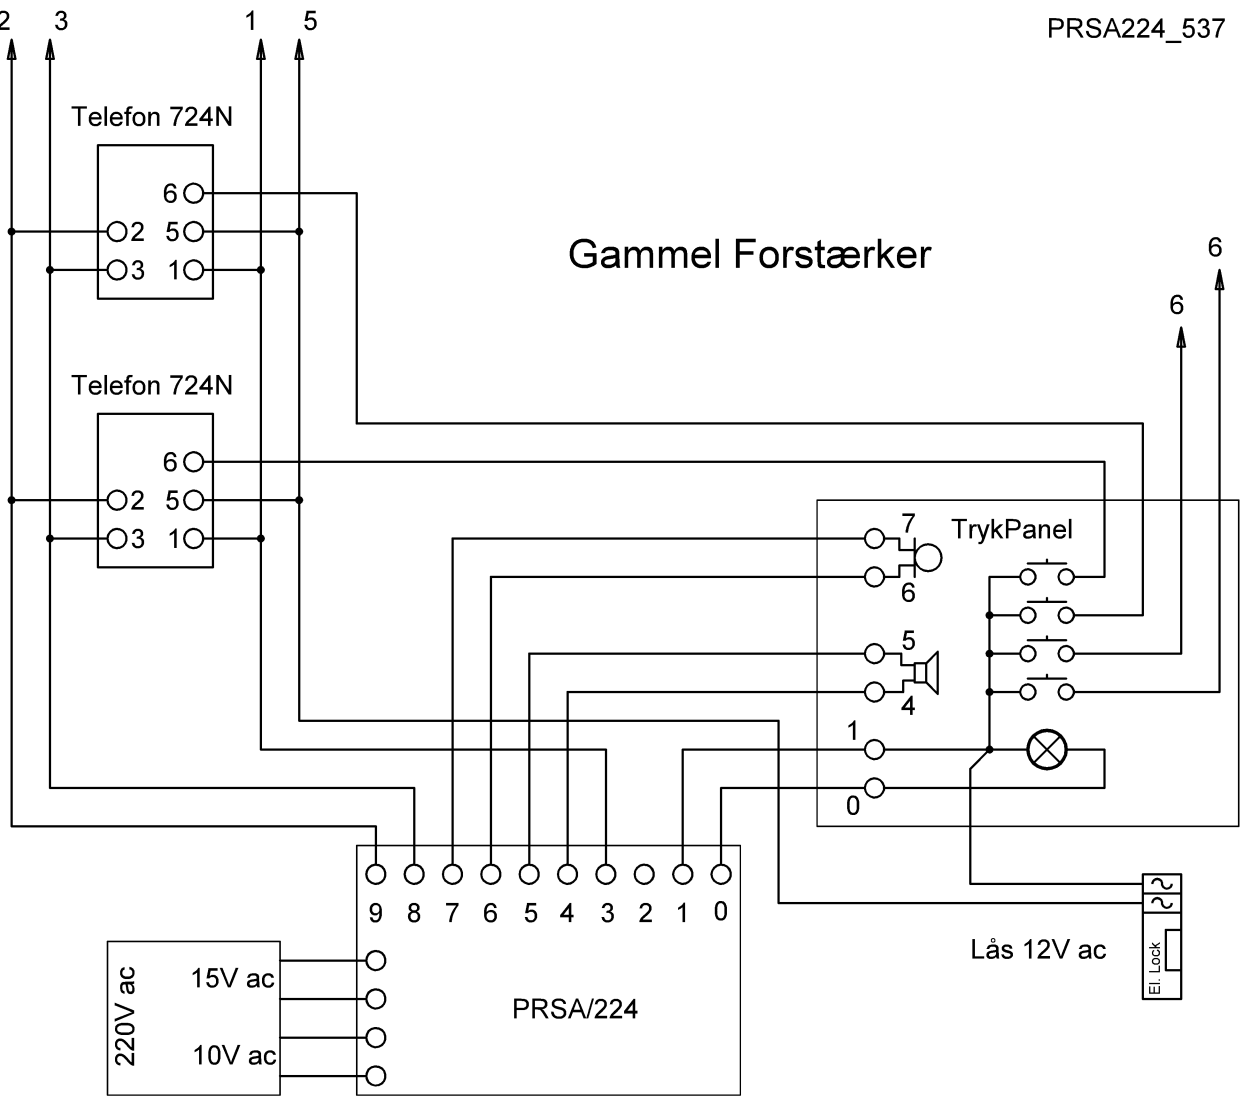 2 3 1 5
PRSA224_537
Telefon 724N
6
2 5
3 1
Gammel Forstærker
6
6
Telefon 724N
6
2 5
3 1
7
TrykPanel
6
5
4
1
0
9 8 7 6 5 4 3 2 1 0
Lås 12V ac
El. Lock
220V ac
15V ac
10V ac
PRSA/224